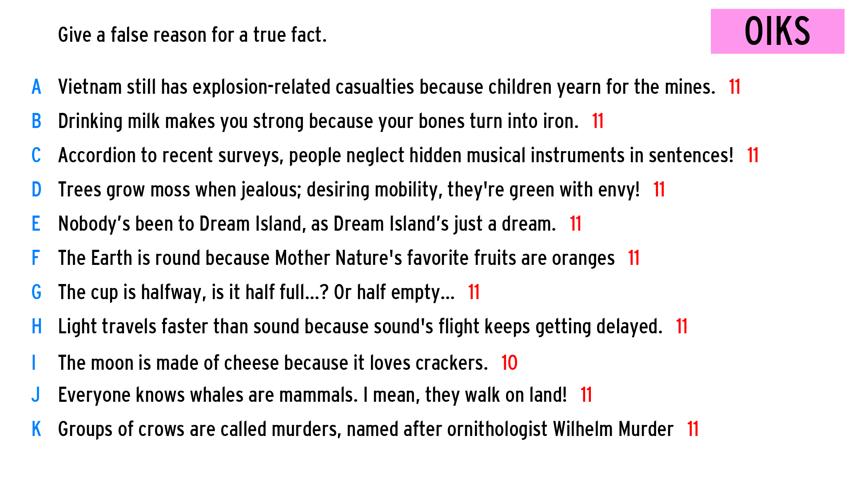 Give a false reason for a true fact.
OIKS
A Vietnam still has explosion-related casualties because children yearn for the mines. 11
B Drinking milk makes you strong because your bones turn into iron. 11
C Accordion to recent surveys, people neglect hidden musical instruments in sentences! 11
D Trees grow moss when jealous; desiring mobility, they're green with envy! 11
E Nobody’s been to Dream Island, as Dream Island’s just a dream. 11
F The Earth is round because Mother Nature's favorite fruits are oranges 11
G The cup is halfway, is it half full...? Or half empty... 11
H Light travels faster than sound because sound's flight keeps getting delayed. 11
I The moon is made of cheese because it loves crackers. 10
J Everyone knows whales are mammals. I mean, they walk on land! 11
K Groups of crows are called murders, named after ornithologist Wilhelm Murder 11